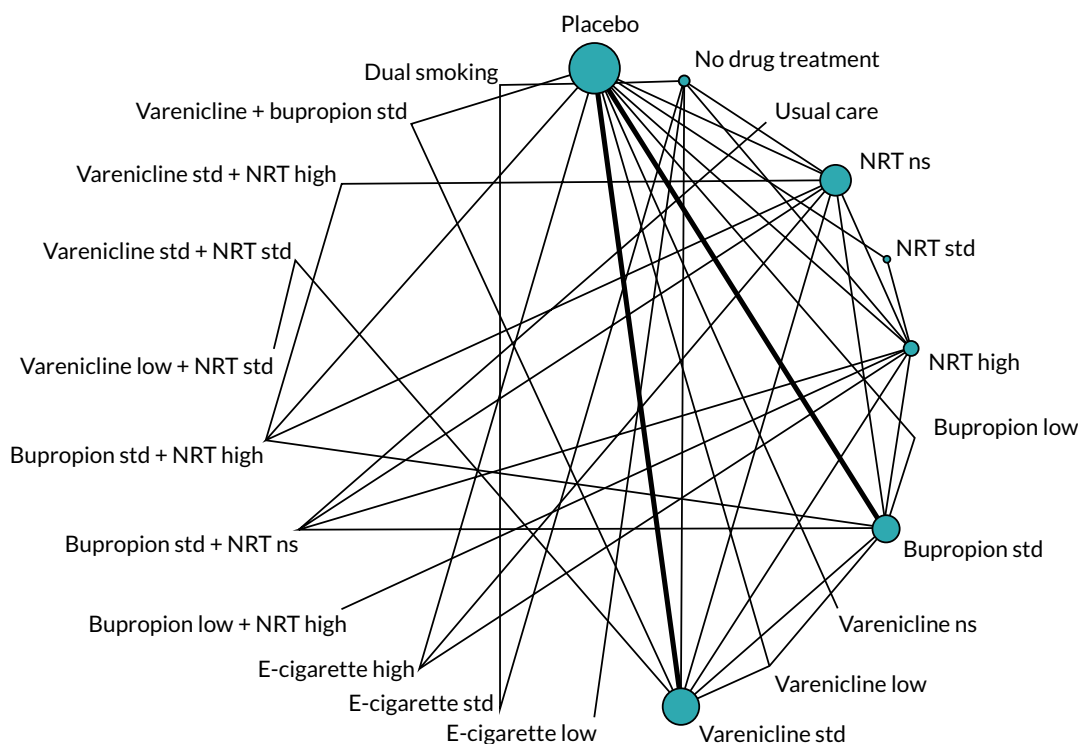 Placebo
No drug treatment
Usual care
NRT ns
NRT std
NRT high
Bupropion low
Bupropion std
Varenicline ns
Varenicline low
Varenicline std
E-cigarette low
E-cigarette std
E-cigarette high
Bupropion low + NRT high
Bupropion std + NRT ns
Bupropion std + NRT high
Varenicline low + NRT std
Varenicline std + NRT std
Varenicline std + NRT high
Varenicline + bupropion std
Dual smoking